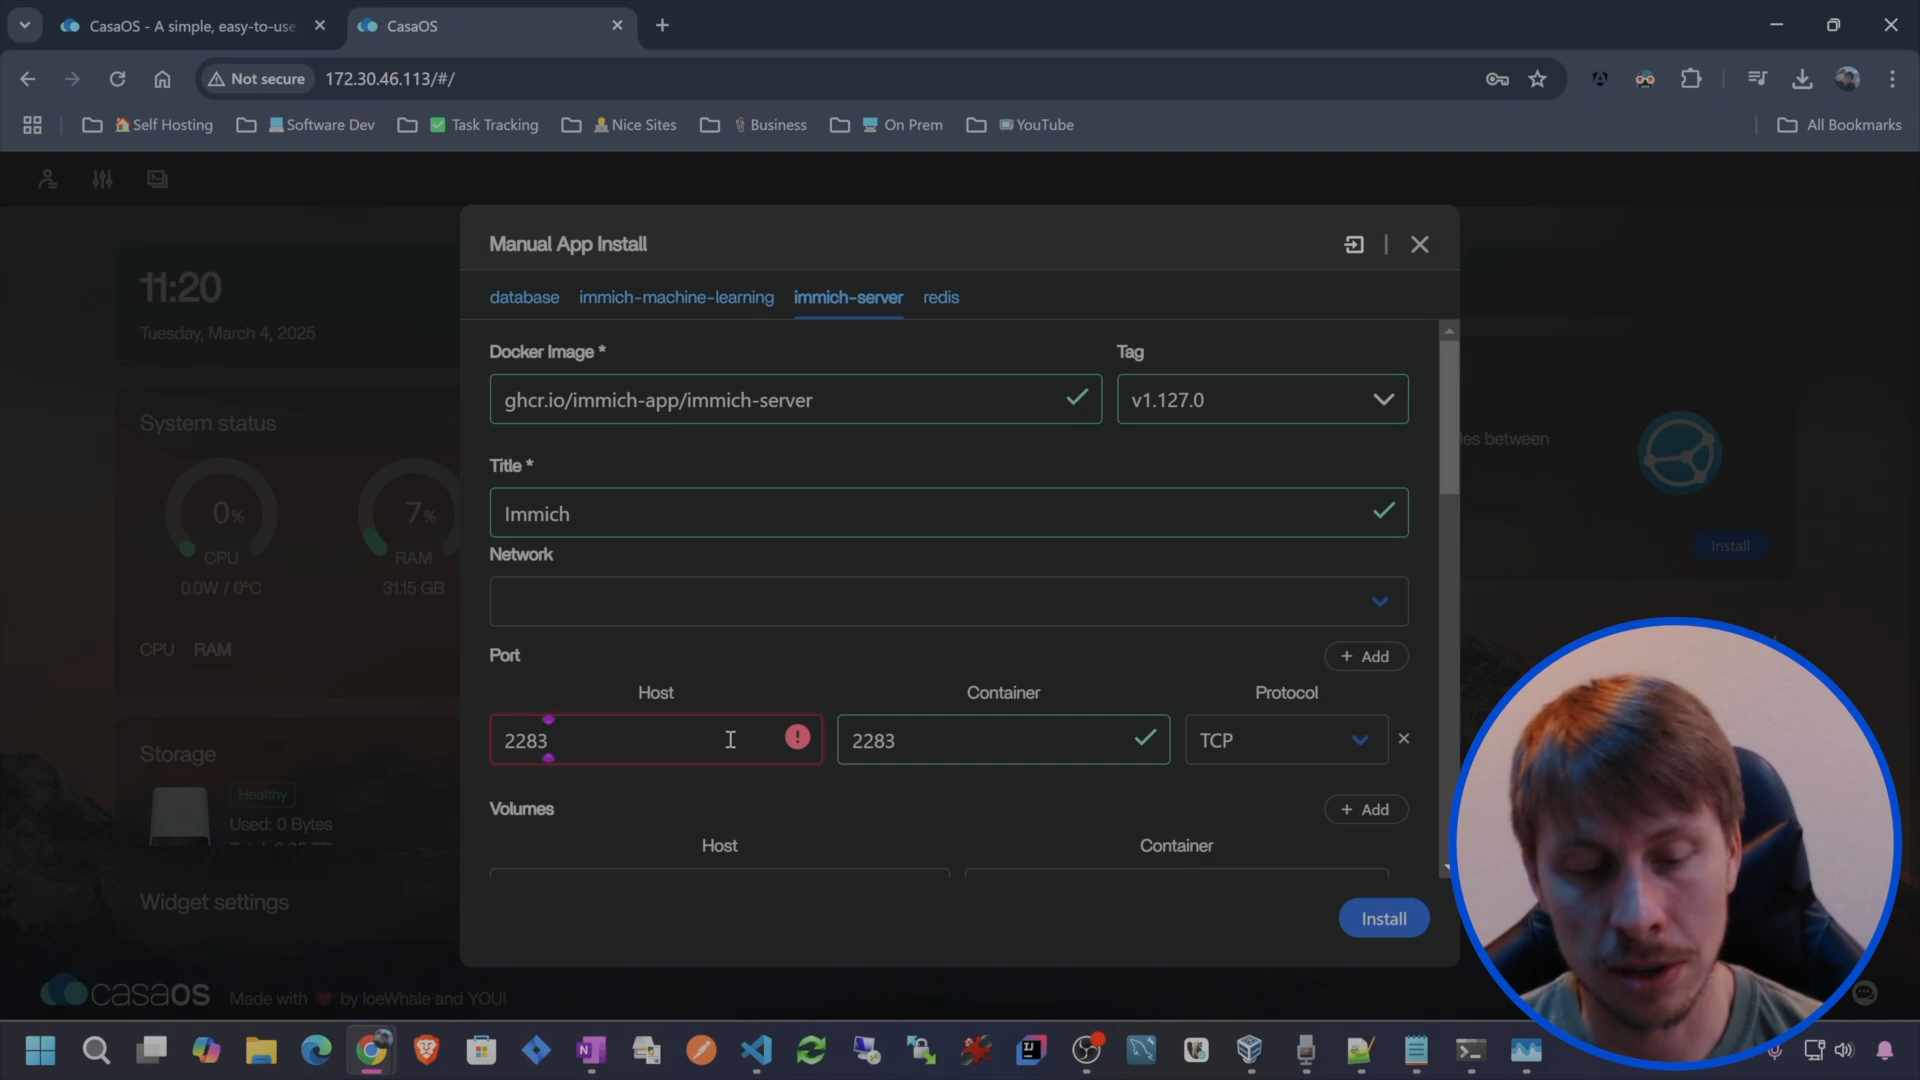 CasaOS - A simple, easy-to-use,
CasaOS
Not secure
172.30.46.113/#/
Self Hosting
Software Dev
Task Tracking
Nice Sites
Business
On Prem
YouTube
All Bookmarks
11:20
Tuesday, March 4, 2025
System status
0%
CPU
0.0W / 0°C
7%
RAM
31.15 GB
CPU RAM
Storage
Healthy
Used: 0 Bytes
Widget settings
casaos
Made with ❤ by IceWhale and YOU!
Manual App Install
database immich-machine-learning immich-server redis
Docker Image *
Tag
ghcr.io/immich-app/immich-server
v1.127.0
Title *
Immich
Network
Port
+ Add
Host Container Protocol
2283
2283
TCP
Volumes
+ Add
Host Container
Install
les between
Install